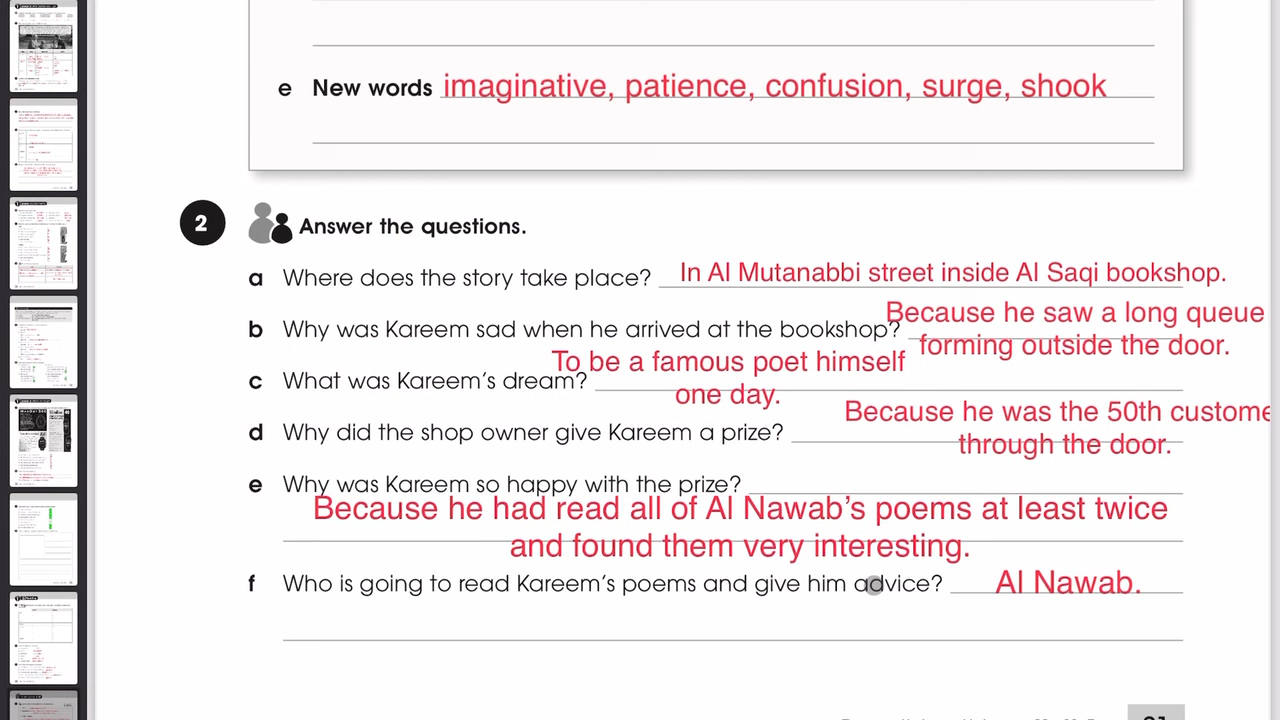 e New words imaginative, patience, confusion, surge, shook
2 Answer the questions.
a Where does the story take place? In Al Mutanabbi street inside Al Saqi bookshop.
b Why was Kareem sad when he arrived at the bookshop? Because he saw a long queue
forming outside the door.
c What was Kareem's dream? To be a famous poet himself
one day.
d Why did the shop owner give Kareem a prize? Because he was the 50th custome
through the door.
e Why was Kareem so happy with the prize?
Because he had read all of Al Nawab's poems at least twice
and found them very interesting.
f Who is going to read Kareem's poems and give him advice? Al Nawab.